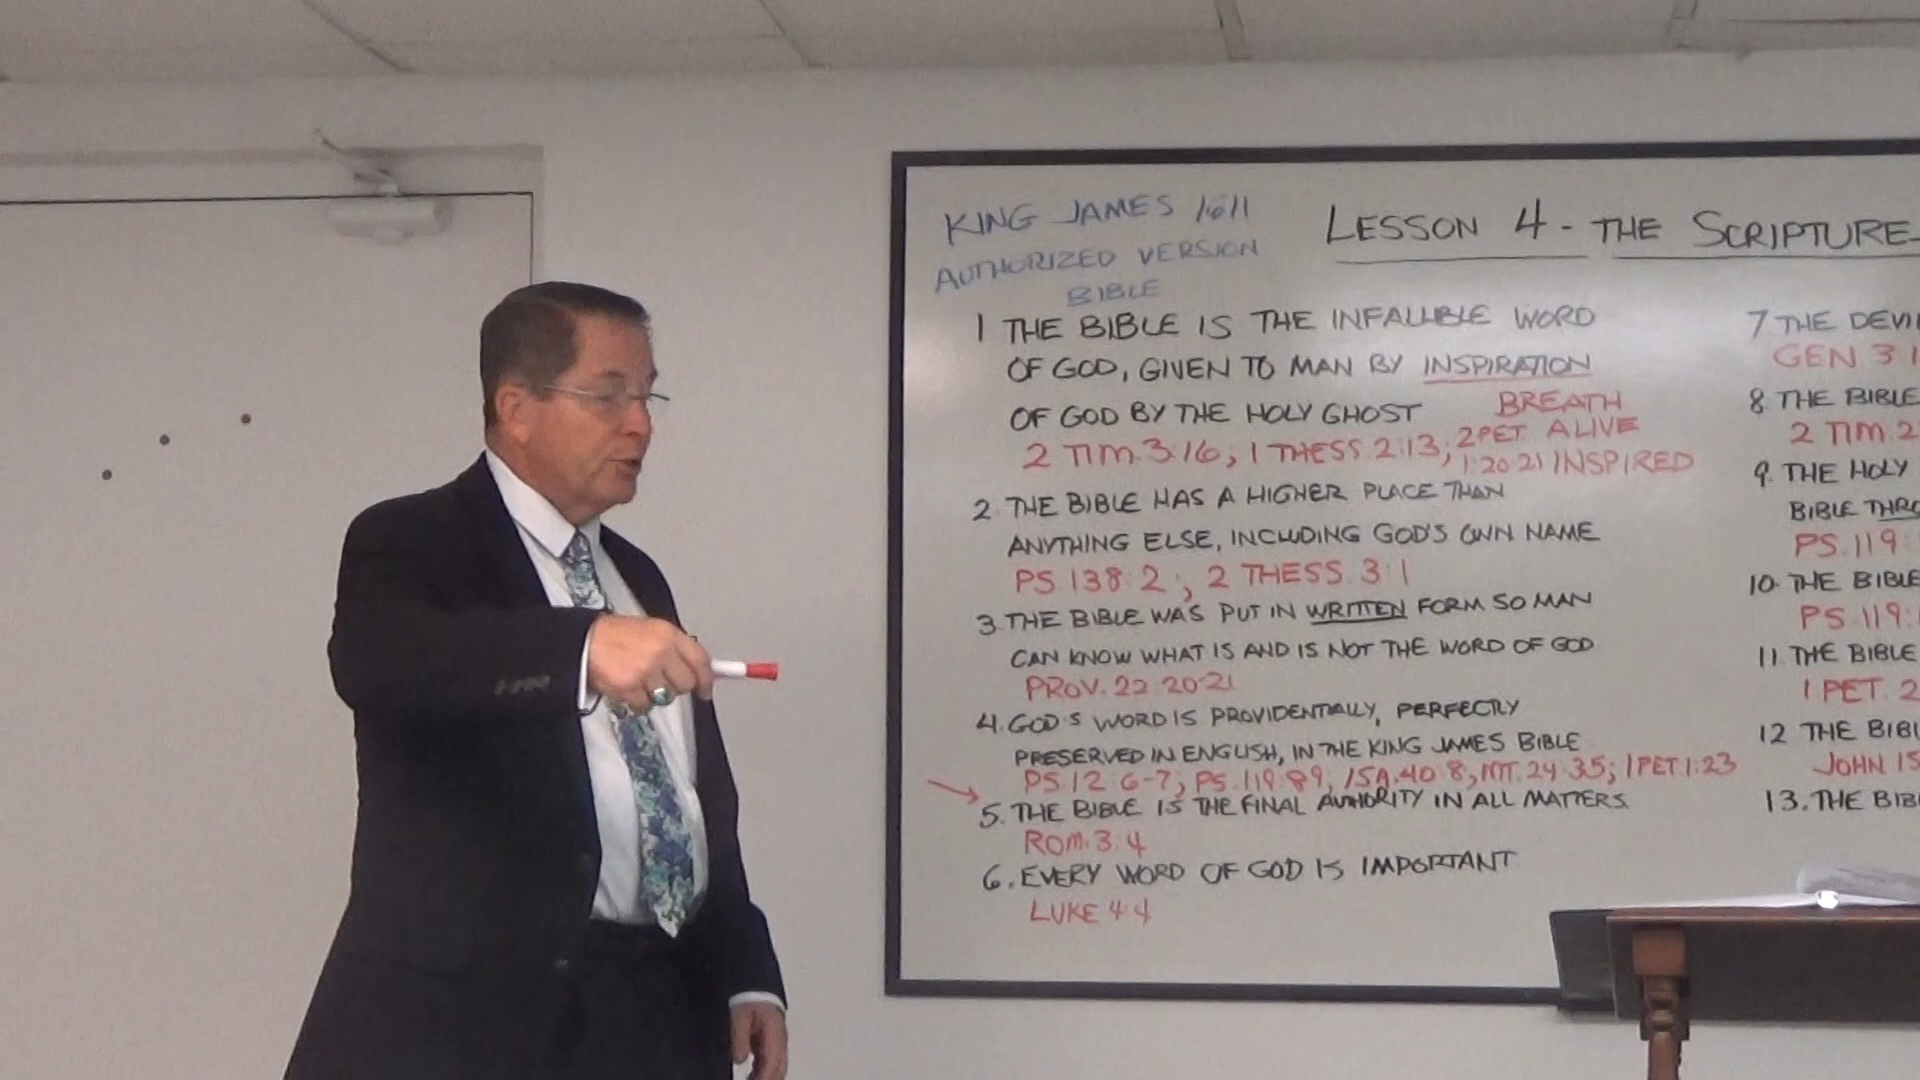 KING JAMES 1611
AUTHORIZED VERSION
BIBLE
LESSON 4 - THE SCRIPTURE
1 THE BIBLE IS THE INFALLIBLE WORD
OF GOD, GIVEN TO MAN BY INSPIRATION
OF GOD BY THE HOLY GHOST
BREATH
ALIVE
INSPIRED
2 TIM. 3:16; 1 THESS 2:13; 2 PET
1:20-21
2. THE BIBLE HAS A HIGHER PLACE THAN
ANYTHING ELSE, INCLUDING GOD'S OWN NAME
PS 138:2; 2 THESS. 3:1
3. THE BIBLE WAS PUT IN WRITTEN FORM SO MAN
CAN KNOW WHAT IS AND IS NOT THE WORD OF GOD
PROV. 22:20-21
4. GOD'S WORD IS PROVIDENTIALLY, PERFECTLY
PRESERVED IN ENGLISH, IN THE KING JAMES BIBLE
PS 12:6-7; PS. 119:89; ISA. 40:8; MT. 24:35; 1 PET 1:23
5. THE BIBLE IS THE FINAL AUTHORITY IN ALL MATTERS.
ROM. 3:4
6. EVERY WORD OF GOD IS IMPORTANT
LUKE 4:4
7 THE DEVI
GEN 3:1
8. THE BIBLE
2 TIM. 2
9. THE HOLY
BIBLE THRO
PS. 119:
10. THE BIBLE
PS. 119:
11. THE BIBLE
1 PET. 2
12 THE BIBL
JOHN 15
13. THE BIB